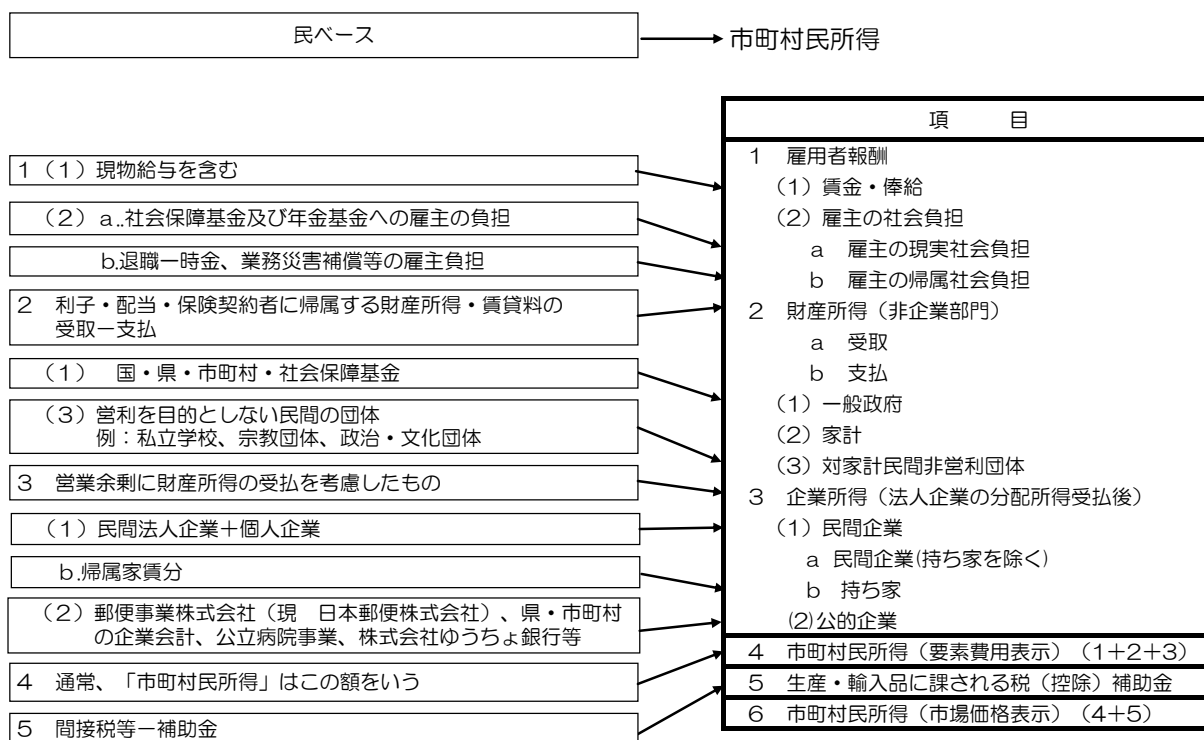 民ベース
市町村民所得
1（1）現物給与を含む
（2）a..社会保障基金及び年金基金への雇主の負担
b.退職一時金、業務災害補償等の雇主負担
2　利子・配当・保険契約者に帰属する財産所得・賃貸料の
受取－支払
（1）　国・県・市町村・社会保障基金
（3）営利を目的としない民間の団体
例：私立学校、宗教団体、政治・文化団体
3　営業余剰に財産所得の受払を考慮したもの
（1）民間法人企業＋個人企業
b.帰属家賃分
（2）郵便事業株式会社（現　日本郵便株式会社）、県・市町村
の企業会計、公立病院事業、株式会社ゆうちょ銀行等
4　通常、「市町村民所得」はこの額をいう
5　間接税等－補助金
項　　目
1　雇用者報酬
（1）賃金・俸給
（2）雇主の社会負担
a　雇主の現実社会負担
b　雇主の帰属社会負担
2　財産所得（非企業部門）
a　受取
b　支払
（1）一般政府
（2）家計
（3）対家計民間非営利団体
3　企業所得（法人企業の分配所得受払後）
（1）民間企業
a　民間企業(持ち家を除く)
b　持ち家
(2)公的企業
4　市町村民所得（要素費用表示）（1＋2＋3）
5　生産・輸入品に課される税（控除）補助金
6　市町村民所得（市場価格表示）（4＋5）